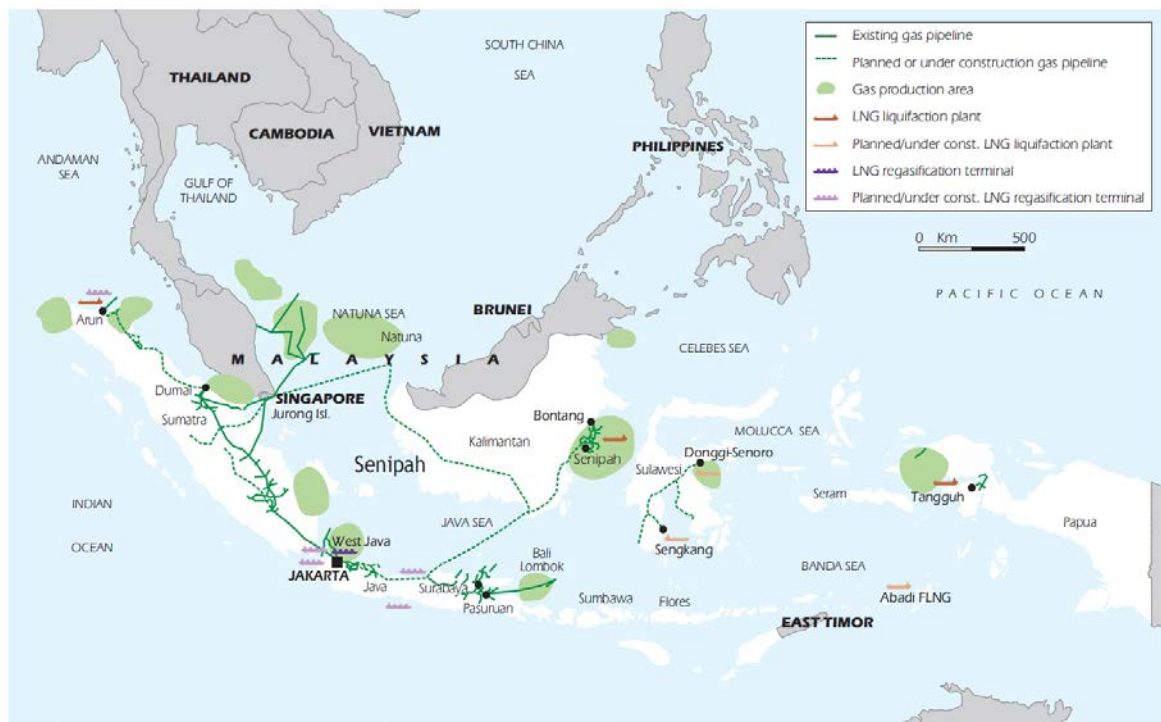 SOUTH CHINA
SEA
THAILAND
CAMBODIA
VIETNAM
PHILIPPINES
ANDAMAN
SEA
GULF OF
THAILAND
Existing gas pipeline
Planned or under construction gas pipeline
Gas production area
LNG liquifaction plant
Planned/under const. LNG liquifaction plant
LNG regasification terminal
Planned/under const. LNG regasification terminal
0 Km 500
PACIFIC OCEAN
BRUNEI
NATUNA SEA
Natuna
Arun
MALAYSIA
CELEBES SEA
Dumai
SINGAPORE
Jurong Isl.
Sumatra
Bontang
Kalimantan
Senipah
Senipah
MOLUCCA SEA
Donggi-Senoro
Sulawesi
Seram
Tangguh
Papua
INDIAN
OCEAN
JAVA SEA
West Java
JAKARTA
Java
Surabaya
Pasuruan
Bali
Lombok
Sumbawa
Flores
Sengkang
BANDA SEA
Abadi FLNG
EAST TIMOR